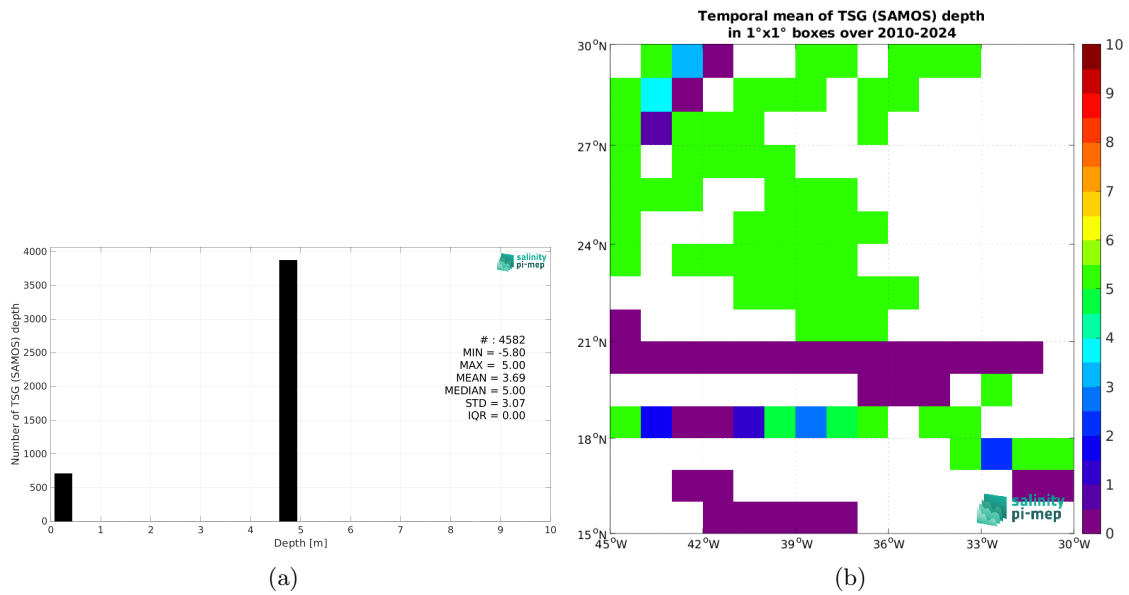 4000
3500
3000
2500
2000
1500
1000
500
0
Number of TSG (SAMOS) depth
0 1 2 3 4 5 6 7 8 9 10
Depth [m]
salinity
pi-mep
# : 4582
MIN = -5.80
MAX = 5.00
MEAN = 3.69
MEDIAN = 5.00
STD = 3.07
IQR = 0.00
(a)
Temporal mean of TSG (SAMOS) depth
in 1°x1° boxes over 2010-2024
30°N
27°N
24°N
21°N
18°N
15°N
45°W 42°W 39°W 36°W 33°W 30°W
salinity
pi-mep
10
9
8
7
6
5
4
3
2
1
0
(b)